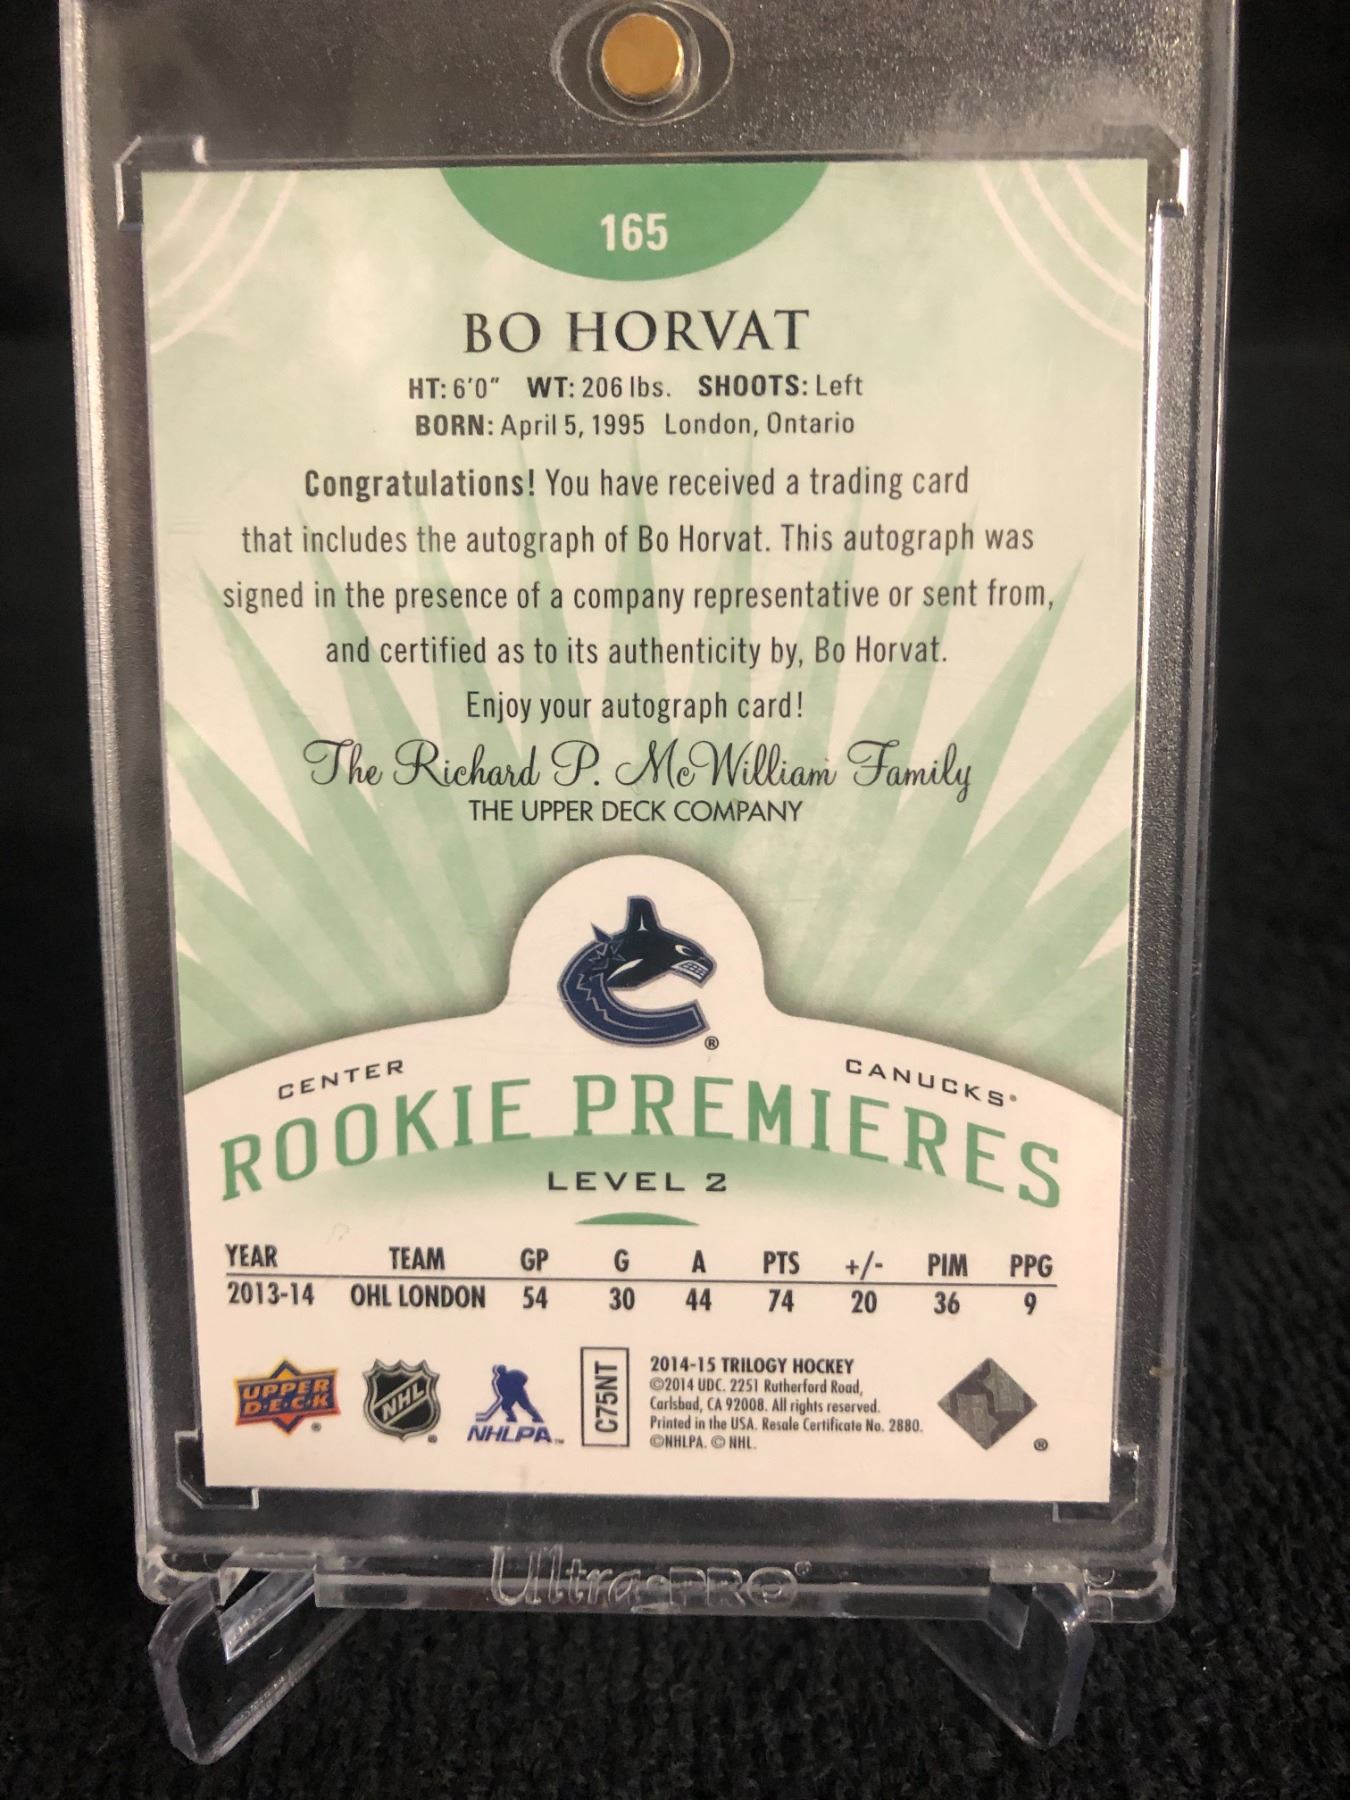 165
BO HORVAT
HT: 6'0" WT: 206 lbs. SHOOTS: Left
BORN: April 5, 1995 London, Ontario
Congratulations! You have received a trading card
that includes the autograph of Bo Horvat. This autograph was
signed in the presence of a company representative or sent from,
and certified as to its authenticity by, Bo Horvat.
Enjoy your autograph card!
The Richard P. McWilliam Family
THE UPPER DECK COMPANY
®
CENTER CANUCKS®
ROOKIE PREMIERES
LEVEL 2
YEAR TEAM GP G A PTS +/- PIM PPG
2013-14 OHL LONDON 54 30 44 74 20 36 9
UPPER DECK ®
NHL ®
NHLPA™
C75NT
2014-15 TRILOGY HOCKEY
©2014 UDC. 2251 Rutherford Road,
Carlsbad, CA 92008. All rights reserved.
Printed in the USA. Resale Certificate No. 2880.
©NHLPA. © NHL.
®
Ultra·PRO®